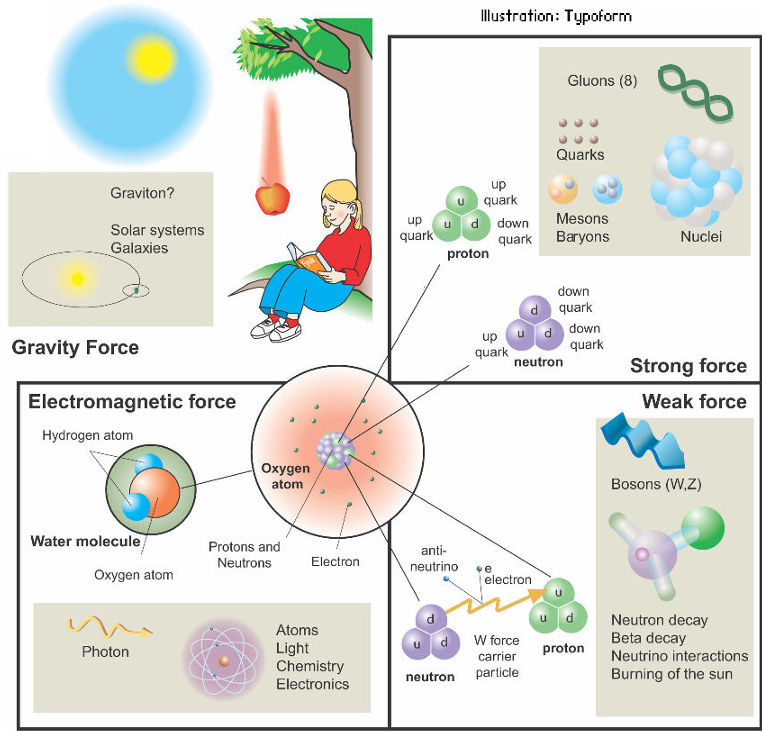 Illustration: Typoform
Graviton?
Solar systems
Galaxies
Gravity Force
Gluons (8)
Quarks
Mesons
Baryons
Nuclei
up
quark
u
up
quark
u
d
down
quark
proton
down
quark
d
up
quark
u
d
down
quark
neutron
Strong force
Electromagnetic force
Hydrogen atom
Water molecule
Oxygen atom
Oxygen
atom
Protons and
Neutrons
Electron
Photon
Atoms
Light
Chemistry
Electronics
Weak force
Bosons (W,Z)
anti-
neutrino
e
electron
d
u
d
neutron
W force
carrier
particle
u
u
d
proton
Neutron decay
Beta decay
Neutrino interactions
Burning of the sun